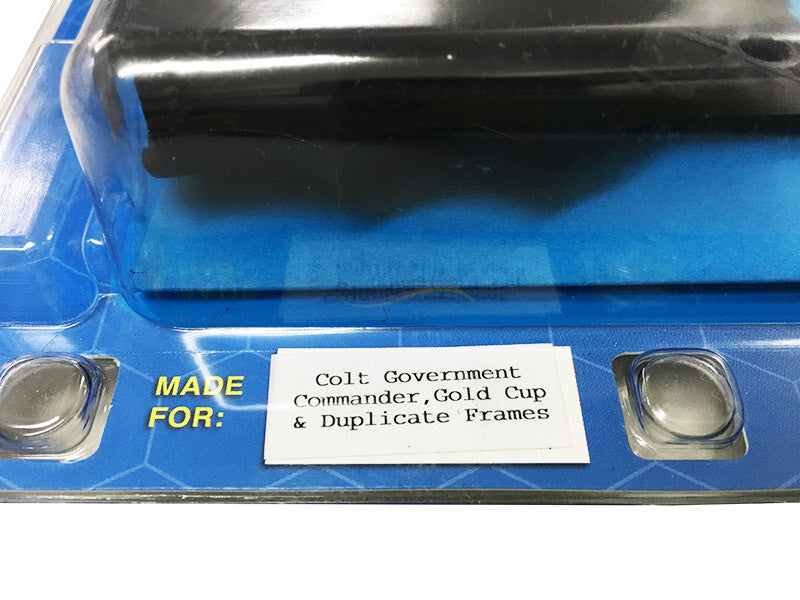 MADE
FOR:
Colt Government
Commander,Gold Cup
& Duplicate Frames